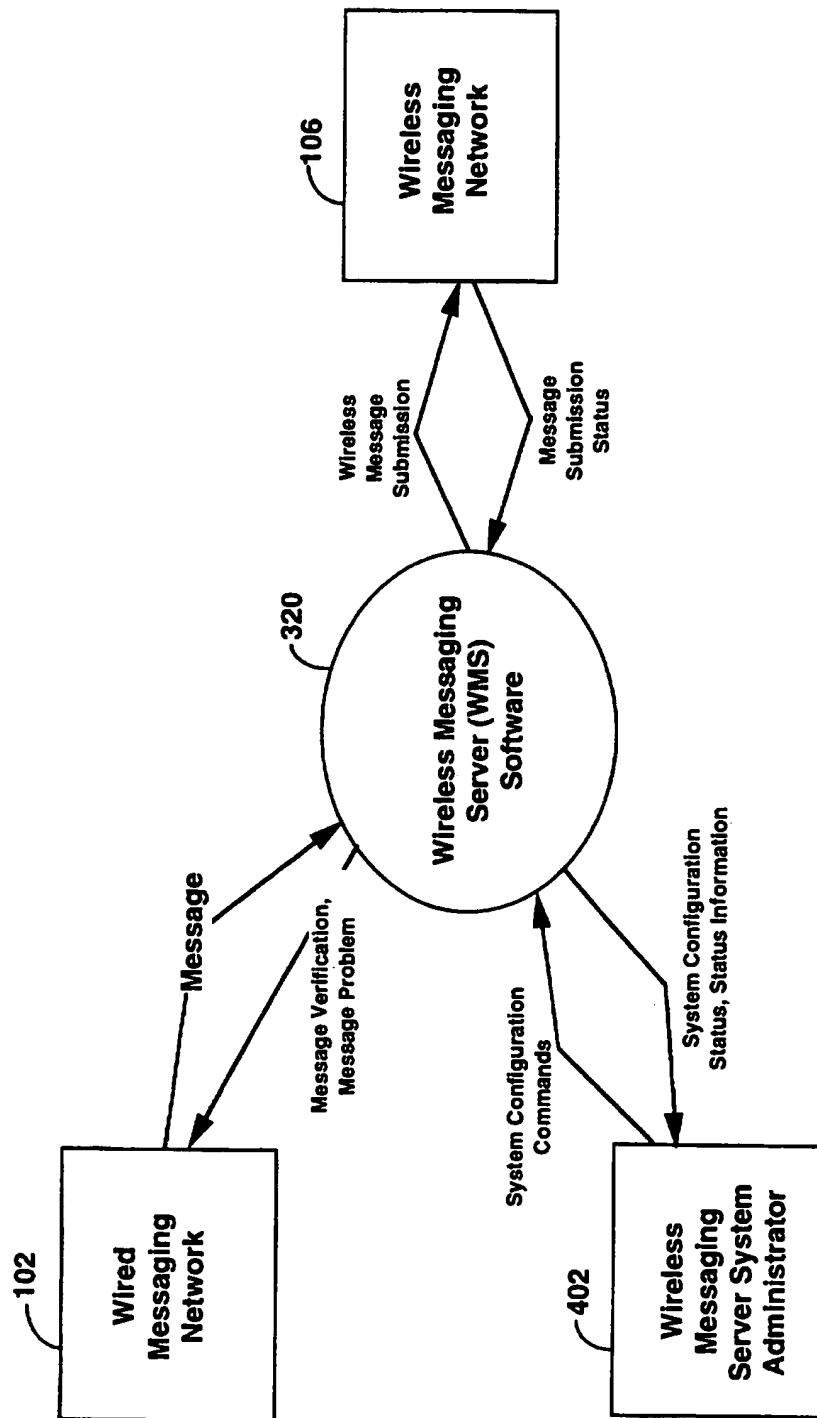 102
Wired
Messaging
Network
Message
Message Verification,
Message Problem
320
Wireless Messaging
Server (WMS)
Software
Wireless
Message
Submission
Message
Submission
Status
106
Wireless
Messaging
Network
System Configuration
Commands
System Configuration
Status, Status Information
402
Wireless
Messaging
Server System
Administrator